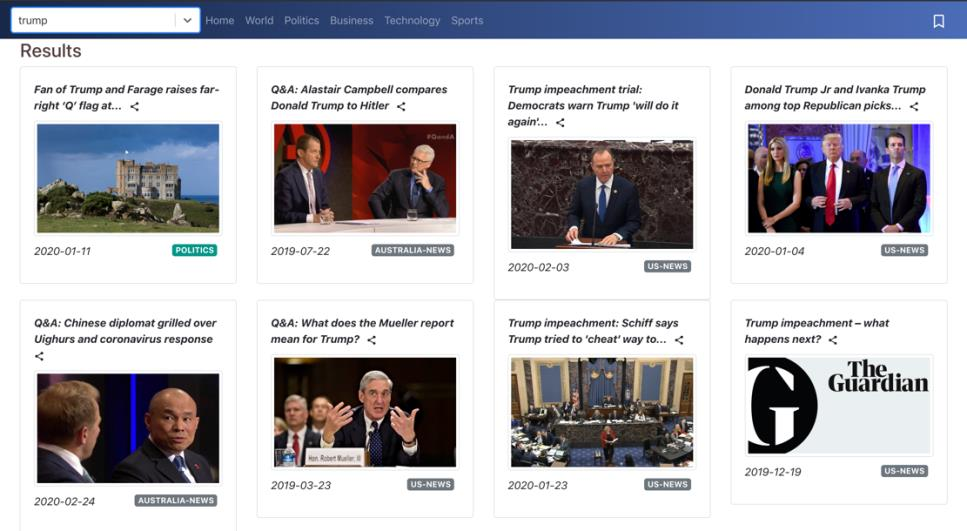 trump
Home World Politics Business Technology Sports
Results
Fan of Trump and Farage raises far-
right 'Q' flag at...
2020-01-11
POLITICS
Q&A: Alastair Campbell compares
Donald Trump to Hitler
#QandA
2019-07-22
AUSTRALIA-NEWS
Trump impeachment trial:
Democrats warn Trump 'will do it
again'...
2020-02-03
US-NEWS
Donald Trump Jr and Ivanka Trump
among top Republican picks...
2020-01-04
US-NEWS
Q&A: Chinese diplomat grilled over
Uighurs and coronavirus response
2020-02-24
AUSTRALIA-NEWS
Q&A: What does the Mueller report
mean for Trump?
Hon. Robert Mueller, III
2019-03-23
US-NEWS
Trump impeachment: Schiff says
Trump tried to 'cheat' way to...
2020-01-23
US-NEWS
Trump impeachment – what
happens next?
The
Guardian
G
2019-12-19
US-NEWS